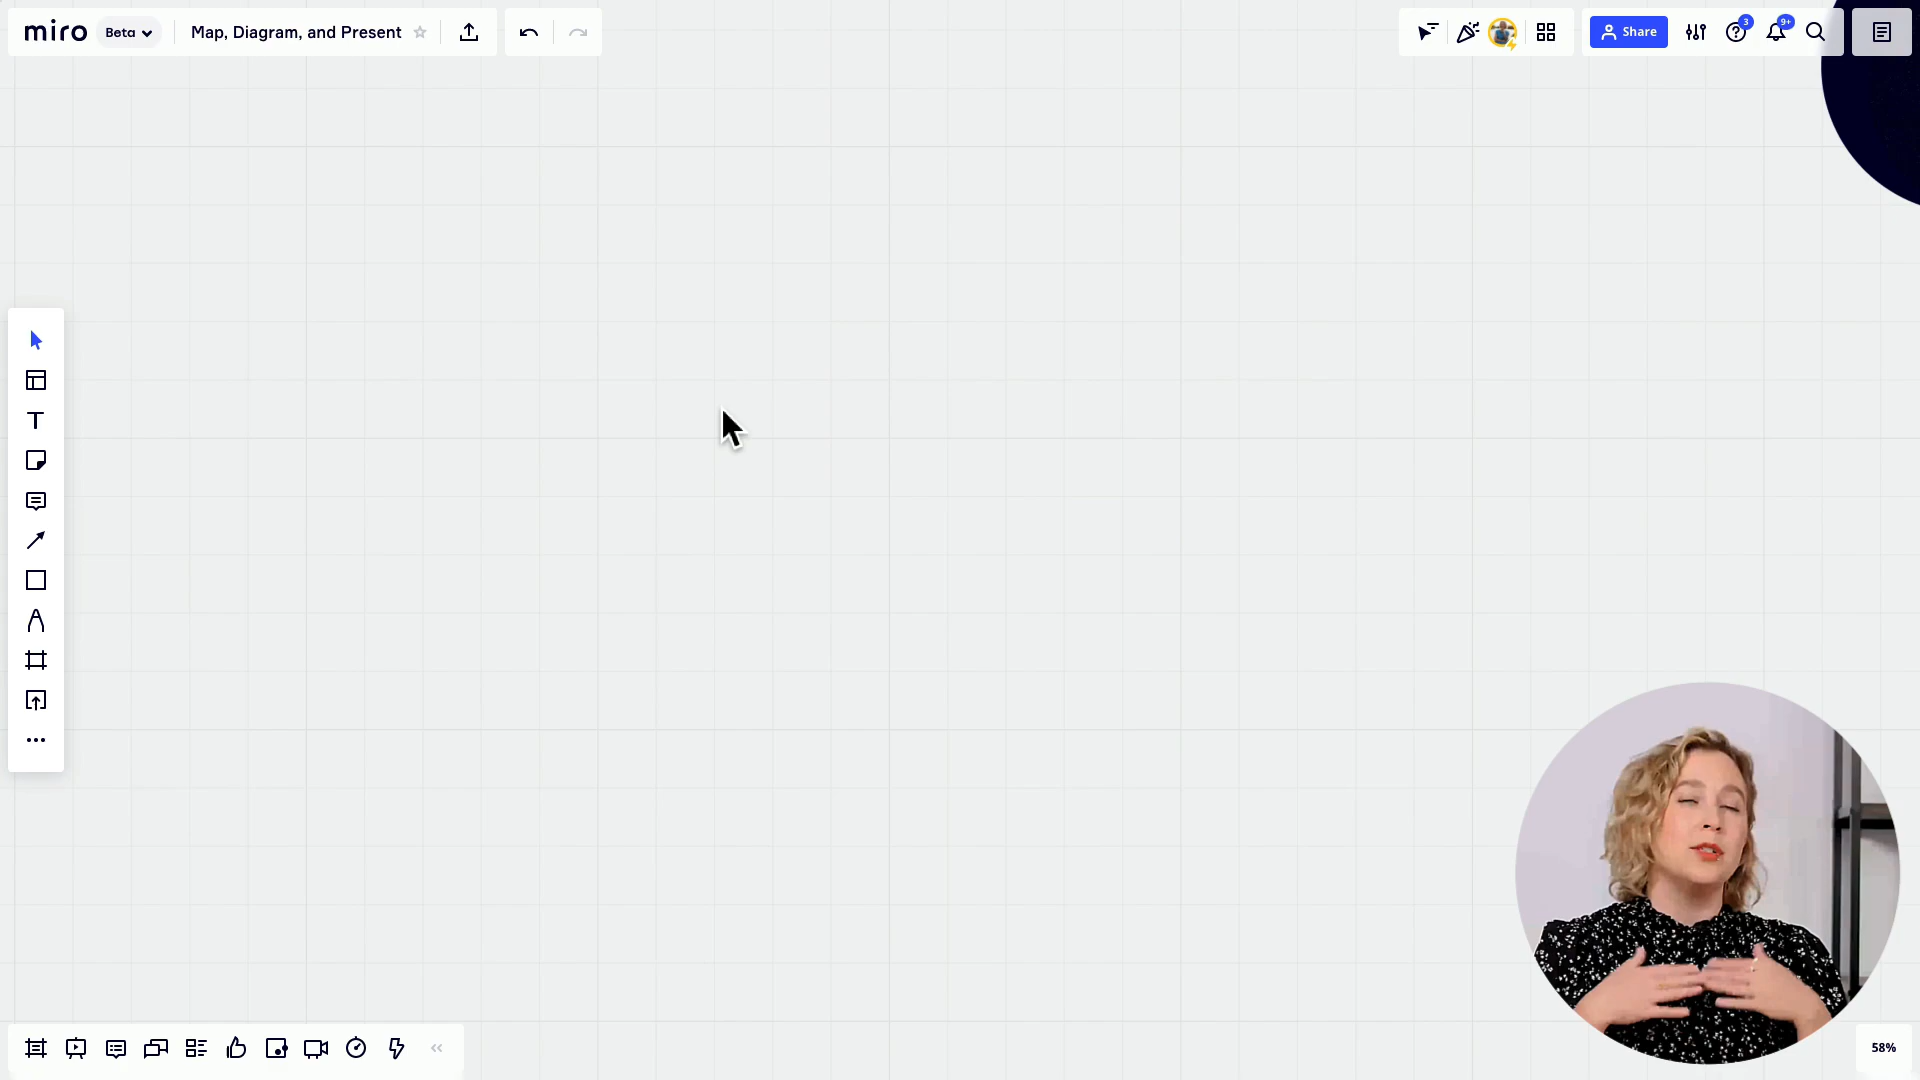 miro Beta Map, Diagram, and Present Share 3 9+
58%